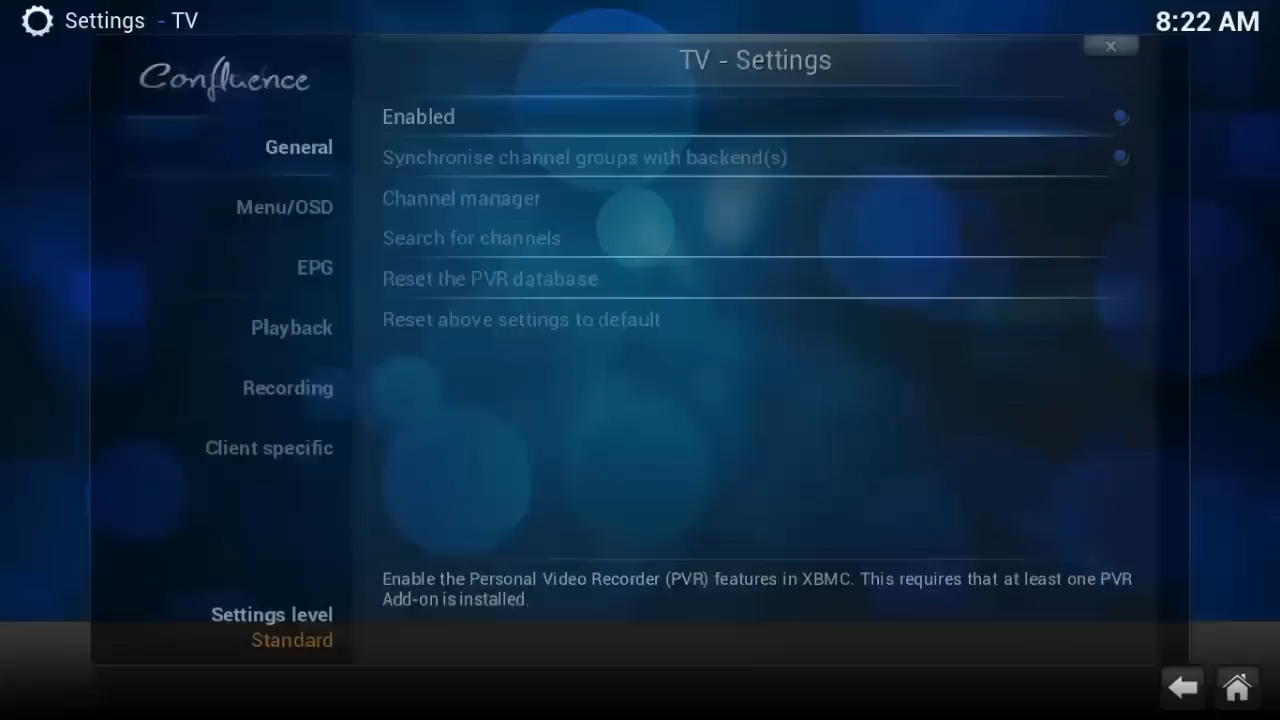 Settings - TV
8:22 AM
Confluence
TV - Settings
General
Menu/OSD
EPG
Playback
Recording
Client specific
Settings level
Standard
Enabled
Synchronise channel groups with backend(s)
Channel manager
Search for channels
Reset the PVR database
Reset above settings to default
Enable the Personal Video Recorder (PVR) features in XBMC. This requires that at least one PVR
Add-on is installed.